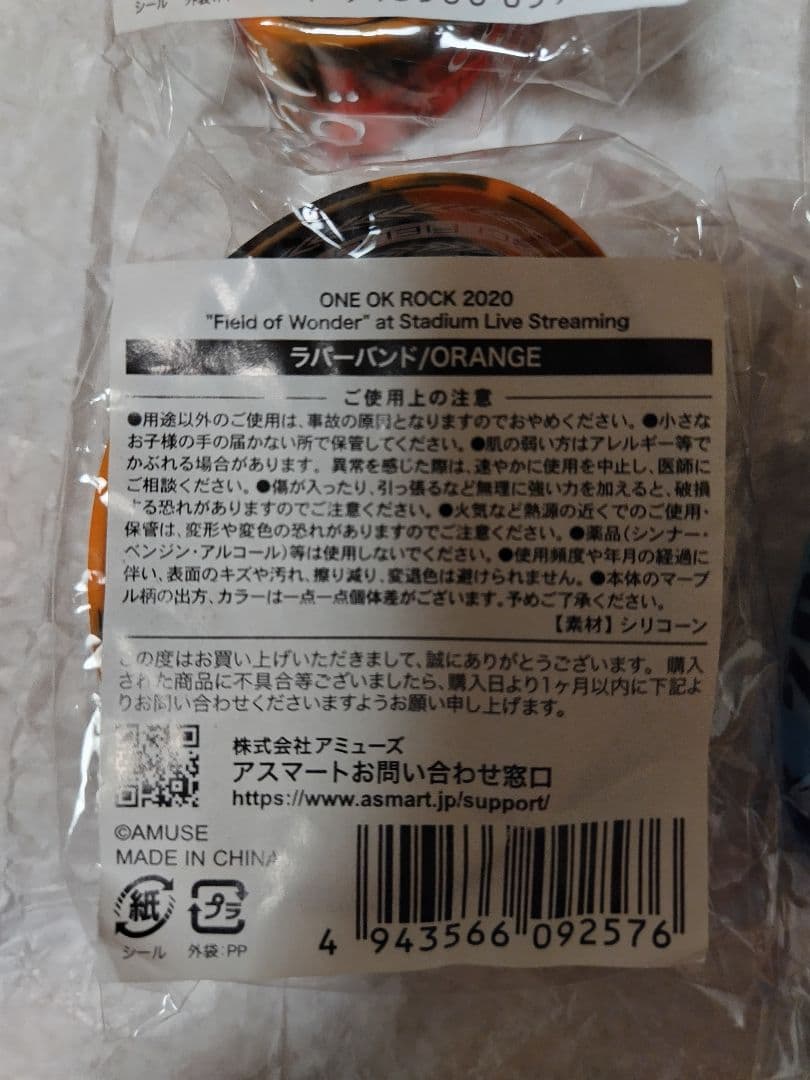 シール
ONE OK ROCK 2020
"Field of Wonder" at Stadium Live Streaming
ラバーバンド/ORANGE
ご使用上の注意
●用途以外のご使用は、事故の原因となりますのでおやめください。●小さな
お子様の手の届かない所で保管してください。●肌の弱い方はアレルギー等で
かぶれる場合があります。異常を感じた際は、速やかに使用を中止し、医師に
ご相談ください。●傷が入ったり、引っ張るなど無理に強い力を加えると、破損
する恐れがありますのでご注意ください。●火気など熱源の近くでのご使用・
保管は、変形や変色の恐れがありますのでご注意ください。●薬品(シンナー・
ベンジン・アルコール)等は使用しないでください。●使用頻度や年月の経過に
伴い、表面のキズや汚れ、擦り減り、変退色は避けられません。●本体のマーブ
ル柄の出方、カラーは一点一点個体差がございます。予めご了承ください。
【素材】シリコーン
この度はお買い上げいただきまして、誠にありがとうございます。購入
された商品に不具合等ございましたら、購入日より1ヶ月以内に下記よ
りお問い合わせくださいますようお願い申し上げます。
株式会社アミューズ
アスマートお問い合わせ窓口
https://www.asmart.jp/support/
©AMUSE
MADE IN CHINA
紙
プラ
シール
外袋:PP
4 943566 092576